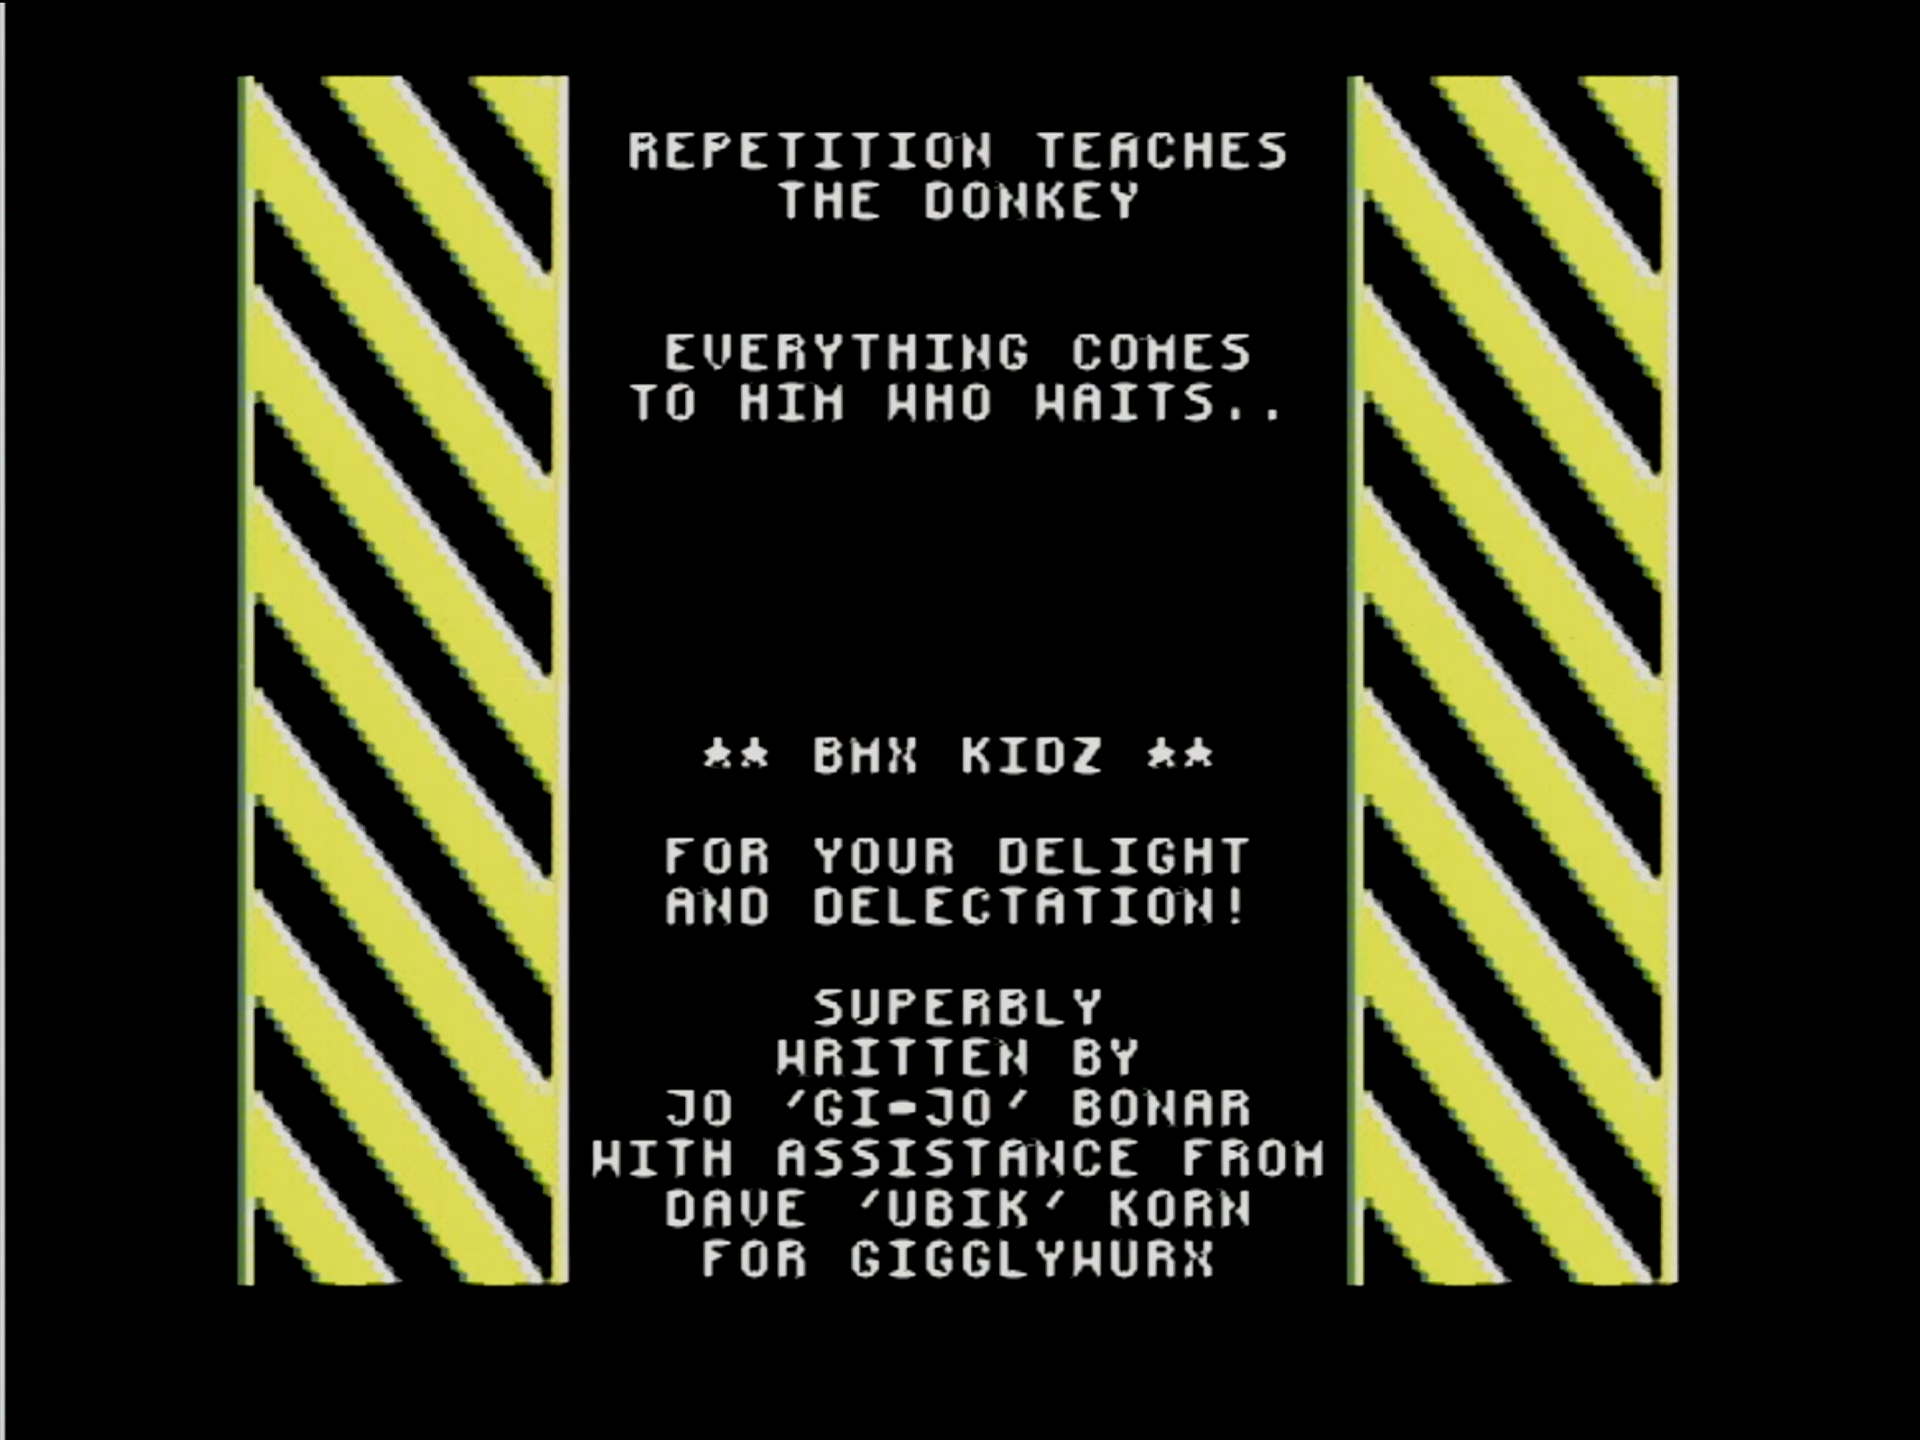 REPETITION TEACHES
THE DONKEY
EVERYTHING COMES
TO HIM WHO WAITS..
** BMX KIDZ **
FOR YOUR DELIGHT
AND DELECTATION!
SUPERBLY
WRITTEN BY
JO 'GI-JO' BONAR
WITH ASSISTANCE FROM
DAVE 'UBIK' KORN
FOR GIGGLYWURX